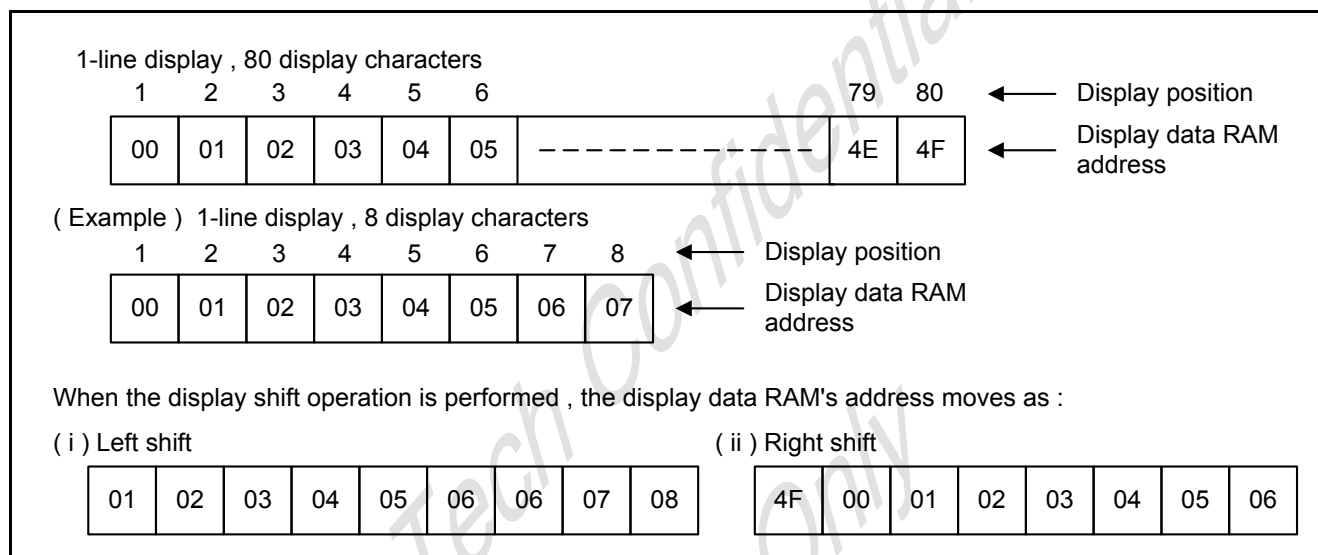 1-line display , 80 display characters
1 2 3 4 5 6 79 80 Display position
00 01 02 03 04 05 4E 4F Display data RAM address
( Example ) 1-line display , 8 display characters
1 2 3 4 5 6 7 8 Display position
00 01 02 03 04 05 06 07 Display data RAM address
When the display shift operation is performed , the display data RAM's address moves as :
( i ) Left shift ( ii ) Right shift
01 02 03 04 05 06 06 07 08 4F 00 01 02 03 04 05 06
Tech Confidential
Only